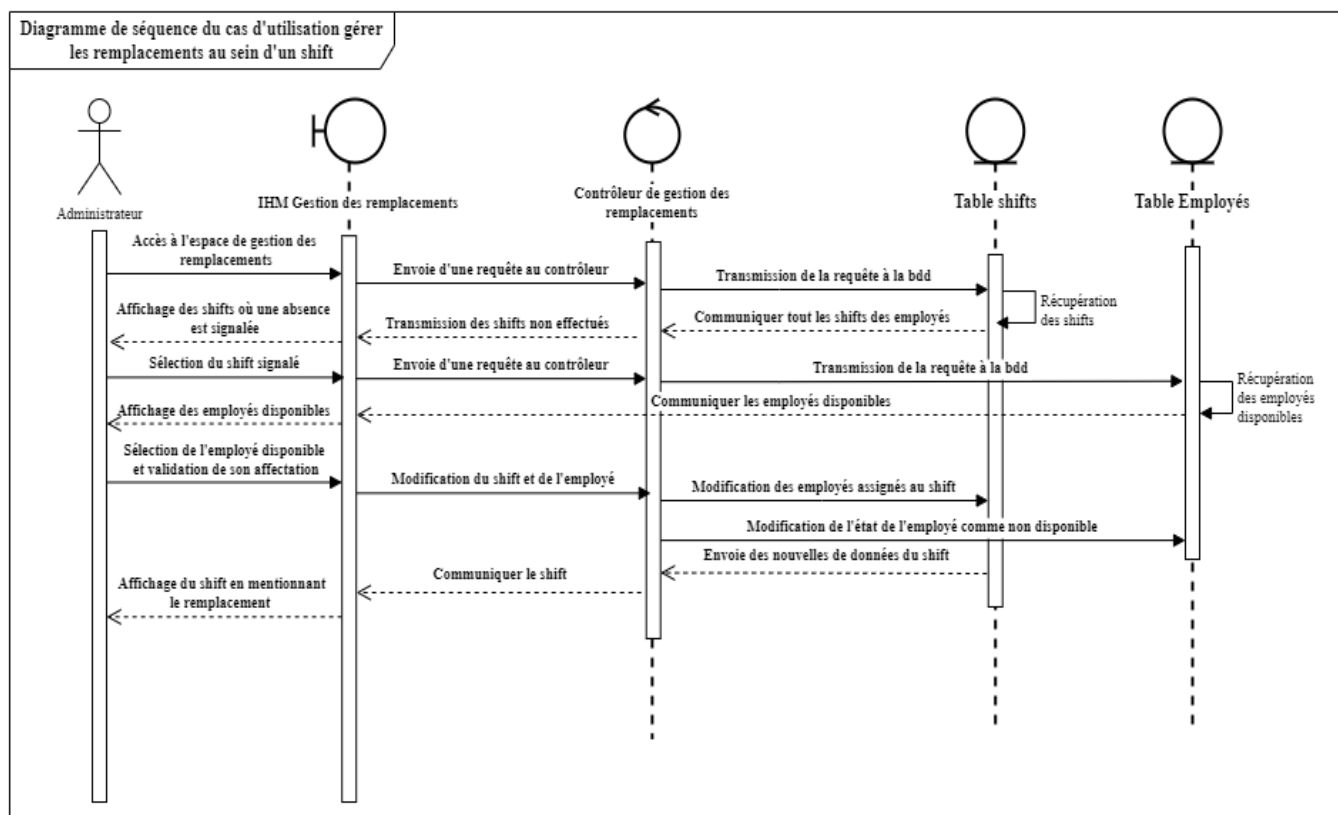 Diagramme de séquence du cas d'utilisation gérer
les remplacements au sein d'un shift
Administrateur
IHM Gestion des remplacements
Contrôleur de gestion des
remplacements
Table shifts
Table Employés
Accès à l'espace de gestion des
remplacements
Envoie d'une requête au contrôleur
Transmission de la requête à la bdd
Récupération
des shifts
Communiquer tout les shifts des employés
Transmission des shifts non effectués
Affichage des shifts où une absence
est signalée
Sélection du shift signalé
Envoie d'une requête au contrôleur
Transmission de la requête à la bdd
Récupération
des employés
disponibles
Communiquer les employés disponibles
Affichage des employés disponibles
Sélection de l'employé disponible
et validation de son affectation
Modification du shift et de l'employé
Modification des employés assignés au shift
Modification de l'état de l'employé comme non disponible
Envoie des nouvelles de données du shift
Communiquer le shift
Affichage du shift en mentionnant
le remplacement